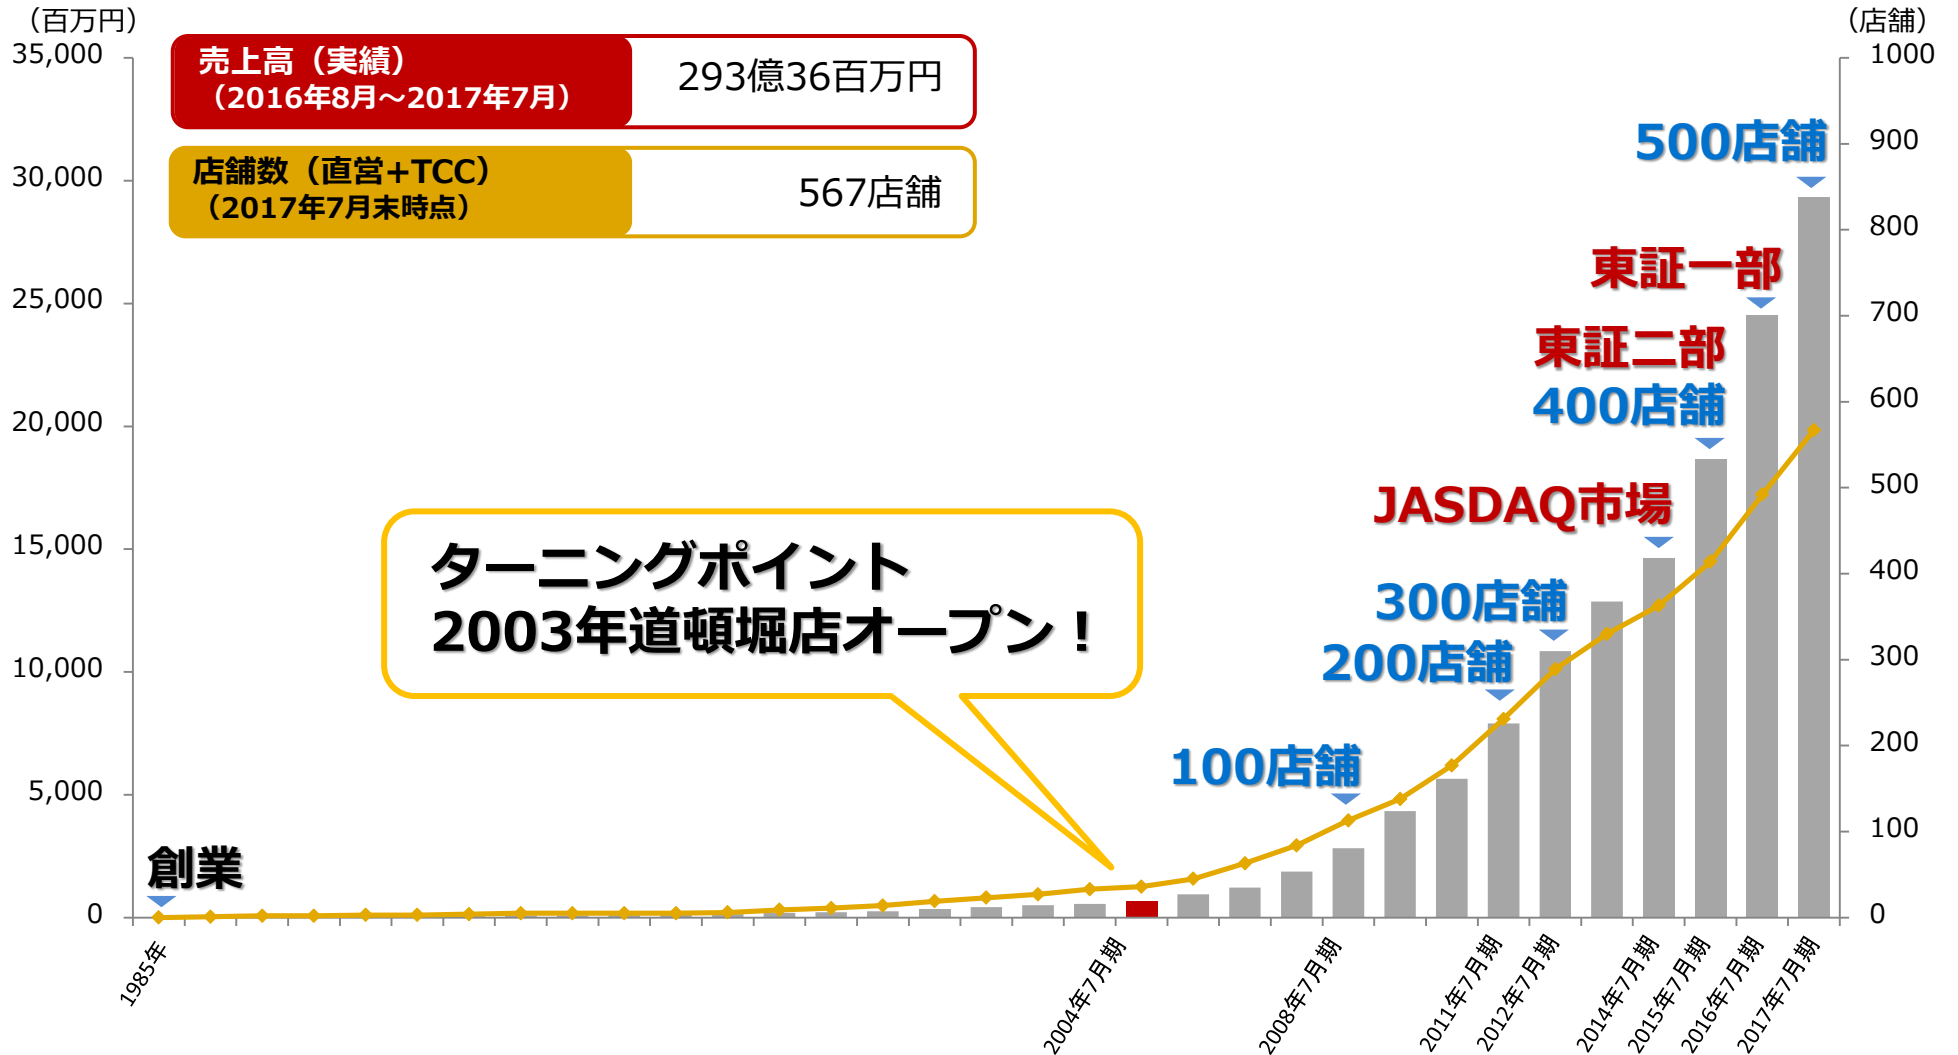 （百万円）
（店舗）
35,000
30,000
25,000
20,000
15,000
10,000
5,000
0
売上高（実績）
（2016年8月～2017年7月）
293億36百万円
店舗数（直営+TCC）
（2017年7月末時点）
567店舗
1000
900
800
700
600
500
400
300
200
100
0
500店舗
東証一部
東証二部
400店舗
JASDAQ市場
300店舗
200店舗
100店舗
ターニングポイント
2003年道頓堀店オープン！
創業
1985年
2004年7月期
2008年7月期
2011年7月期
2012年7月期
2014年7月期
2015年7月期
2016年7月期
2017年7月期